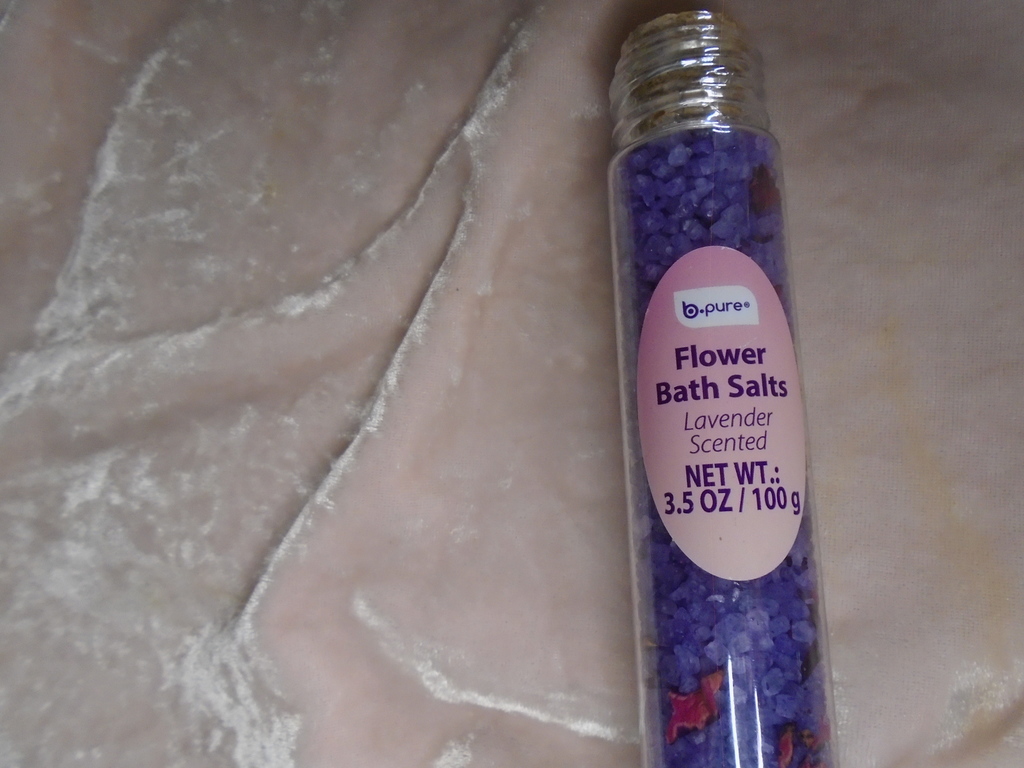 b.pure®
Flower
Bath Salts
Lavender
Scented
NET WT.:
3.5 OZ / 100 g